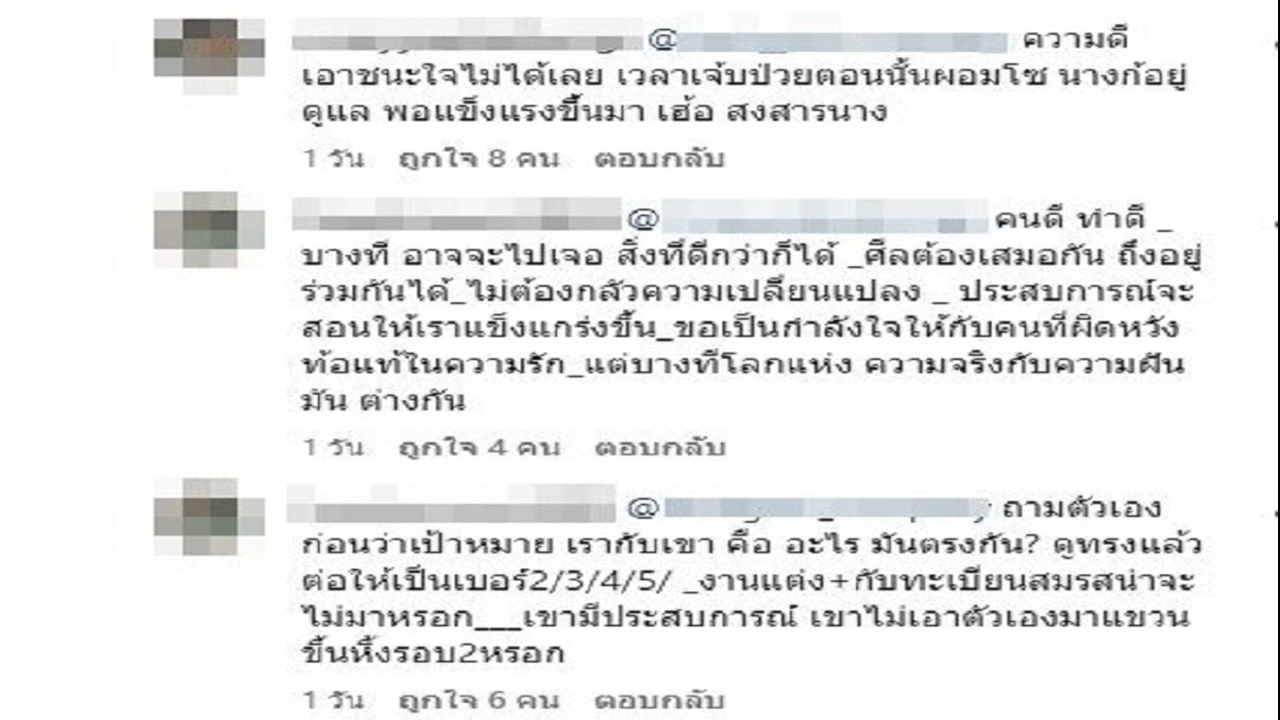 @ ความดี
เอาชนะใจไม่ได้เลย เวลาเจ้บป่วยตอนนั้นผอมโซ นางก้อยู่
ดูแล พอแข็งแรงขึ้นมา เฮ้อ สงสารนาง
1 วัน ถูกใจ 8 คน ตอบกลับ
@ คนดี ทำดี _
บางที อาจจะไปเจอ สิ่งที่ดีกว่าก็ได้ _ศีลต้องเสมอกัน ถึงอยู่
ร่วมกันได้_ไม่ต้องกลัวความเปลี่ยนแปลง _ ประสบการณ์จะ
สอนให้เราแข็งแกร่งขึ้น_ขอเป็นกำลังใจให้กับคนที่ผิดหวัง
ท้อแท้ในความรัก_แต่บางทีโลกแห่ง ความจริงกับความฝัน
มัน ต่างกัน
1 วัน ถูกใจ 4 คน ตอบกลับ
@ ถามตัวเอง
ก่อนว่าเป้าหมาย เรากับเขา คือ อะไร มันตรงกัน? ดูทรงแล้ว
ต่อให้เป็นเบอร์2/3/4/5/ _งานแต่ง+กับทะเบียนสมรสน่าจะ
ไม่มาหรอก___เขามีประสบการณ์ เขาไม่เอาตัวเองมาแขวน
ขึ้นหิ้งรอบ2หรอก
1 วัน ถูกใจ 6 คน ตอบกลับ